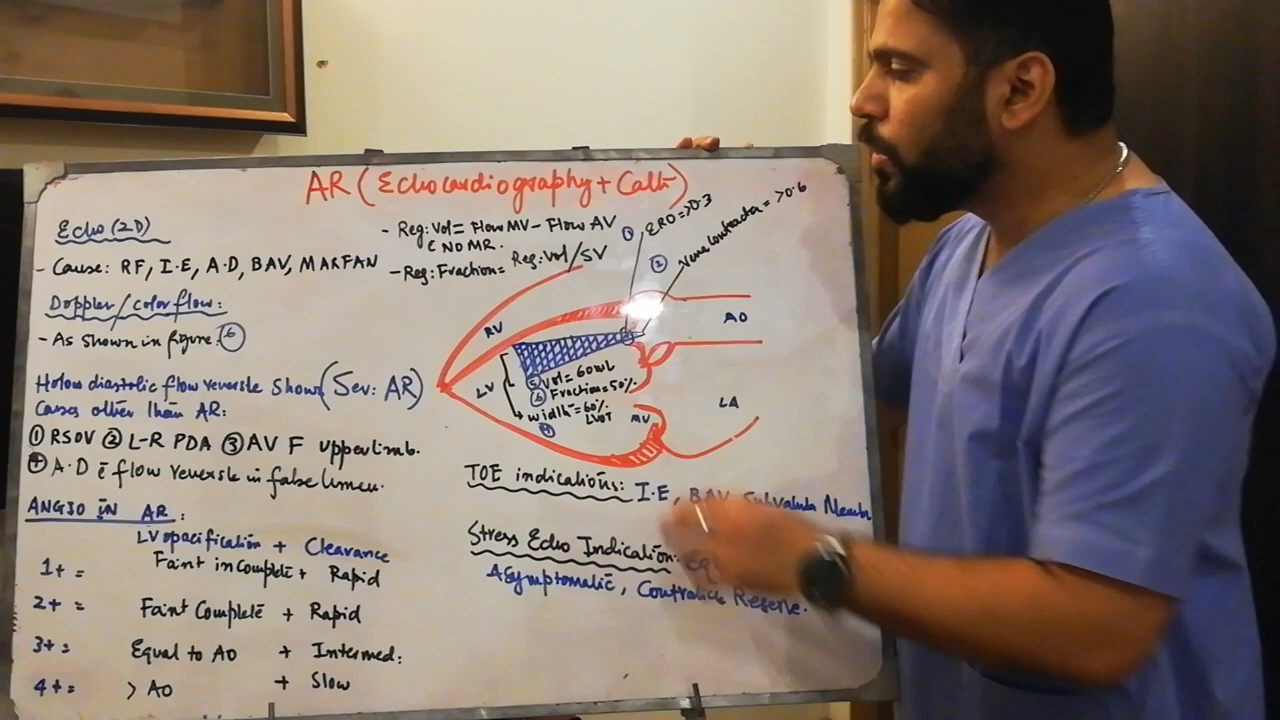 AR (Echocardiography + Cath)
Echo (2D)
- Cause: RF, I.E, A.D, BAV, MARFAN
Doppler/color flow:
- As shown in figure. 6
Holow diastolic flow reversle shows (Sev: AR)
Casses other than AR:
① RSOV ② L-R PDA ③ AV F upper limb.
④ A.D c̄ flow reversle in false lumen.
ANGIO IN AR:
LV opacification + Clearance
1+ = Faint incomplete + Rapid
2+ = Faint Complete + Rapid
3+ = Equal to AO + Intermed:
4+ = > AO + Slow
- Reg: Vol = Flow MV - Flow AV
c̄ NO MR.
- Reg: Fraction = Reg: Vol / SV
① ERO => 0.3
② Vena contracta = > 0.6
RV
AO
LV
⑤ Vol = 60ml
⑥ Fraction = 50%
width = 60%
LVOT
④
MV
LA
TOE indications: I.E, BAV, Subvalvular
Stress Echo Indication:
Asymptomatic, Reserve.